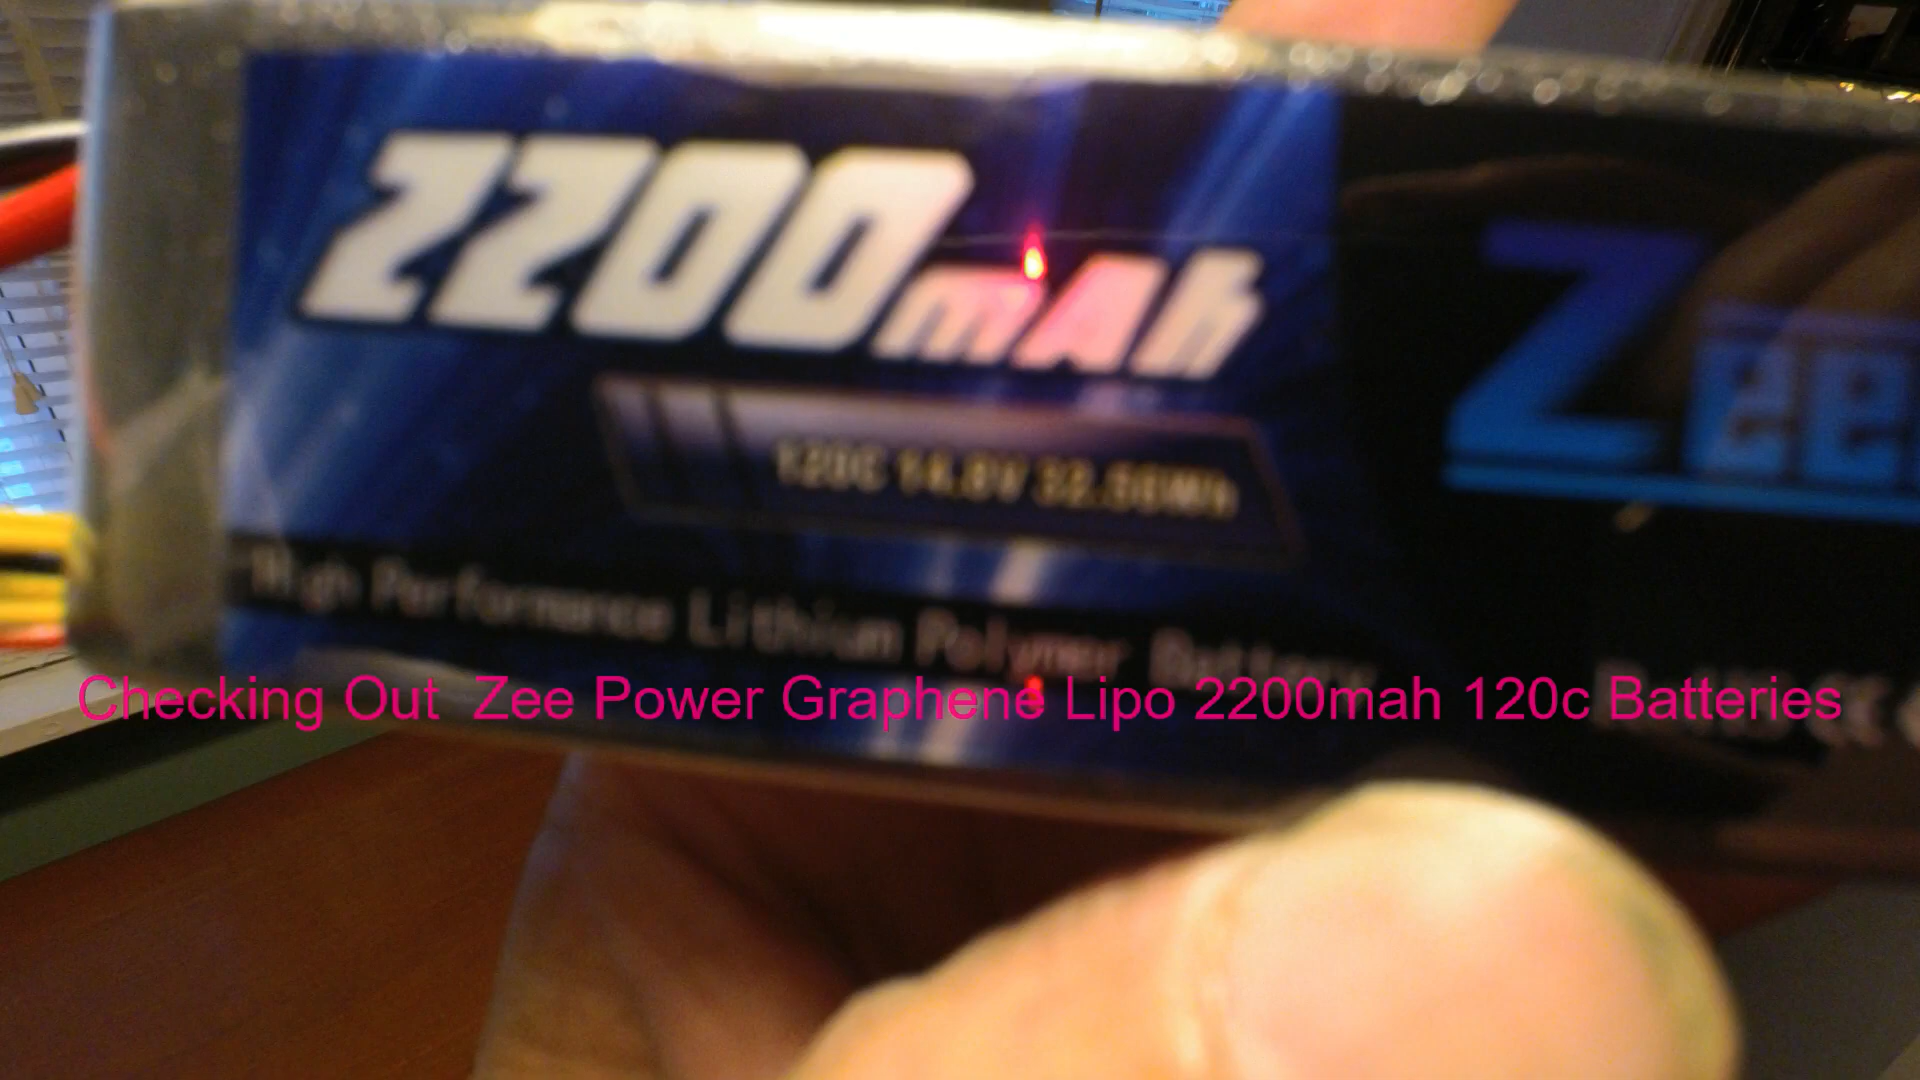 2200mAh
Zee
120C 14.8V 32.56Wh
High Performance Lithium Polymer Battery
Checking Out Zee Power Graphene Lipo 2200mah 120c Batteries